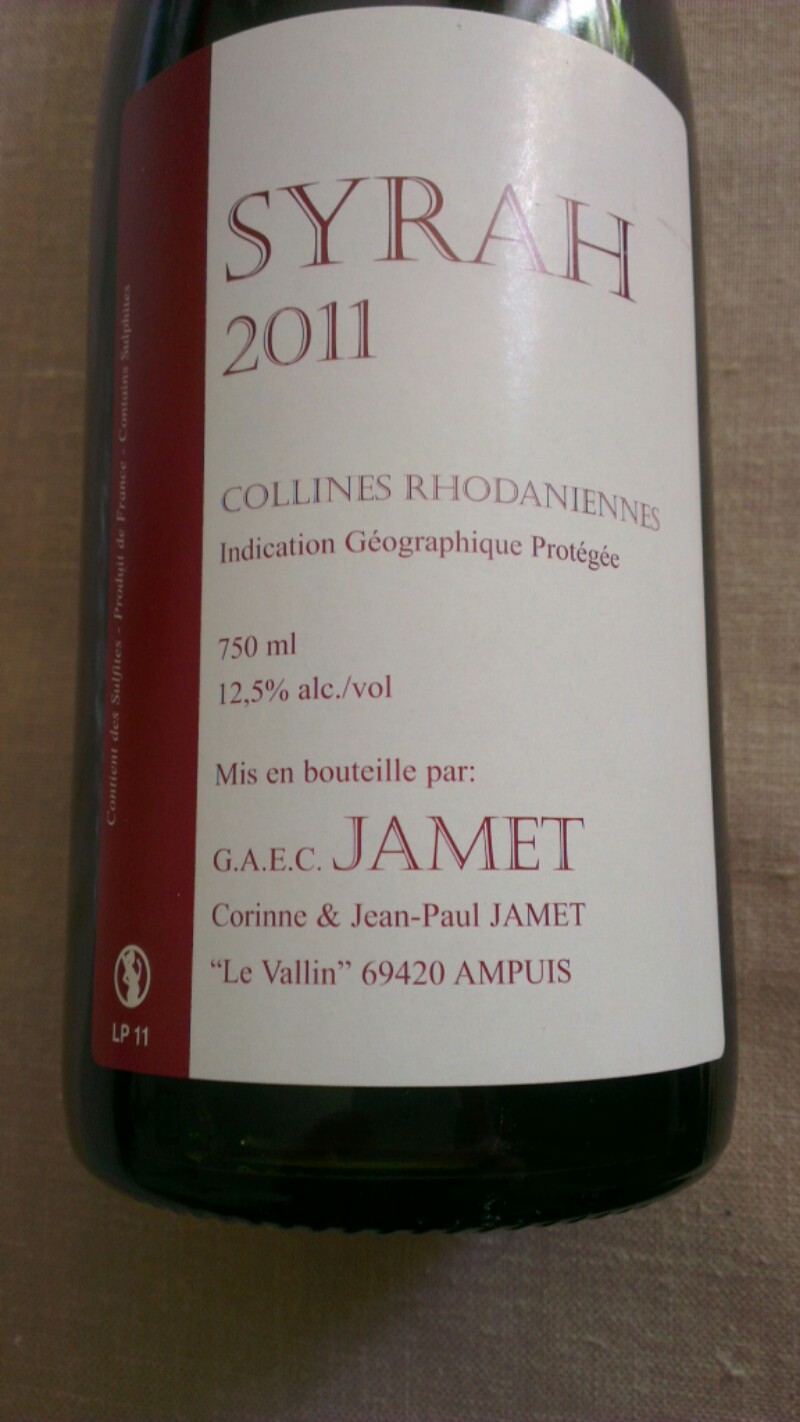 SYRAH
2011
COLLINES RHODANIENNES
Indication Géographique Protégée
750 ml
12,5% alc./vol
Mis en bouteille par:
G.A.E.C. JAMET
Corinne & Jean-Paul JAMET
“Le Vallin” 69420 AMPUIS
Contient des Sulfites - Produit de France - Contains Sulphites
LP 11